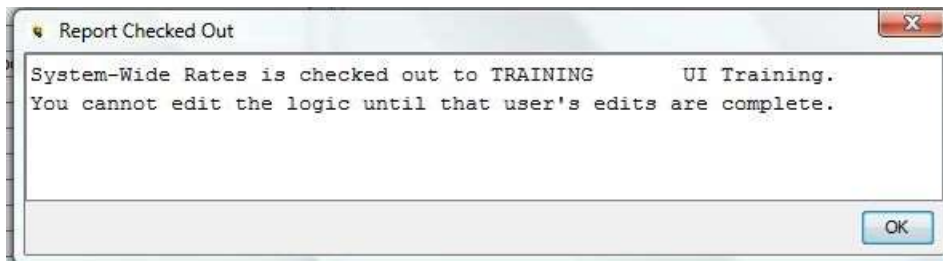 Report Checked Out
System-Wide Rates is checked out to TRAINING        UI Training.
You cannot edit the logic until that user's edits are complete.
OK